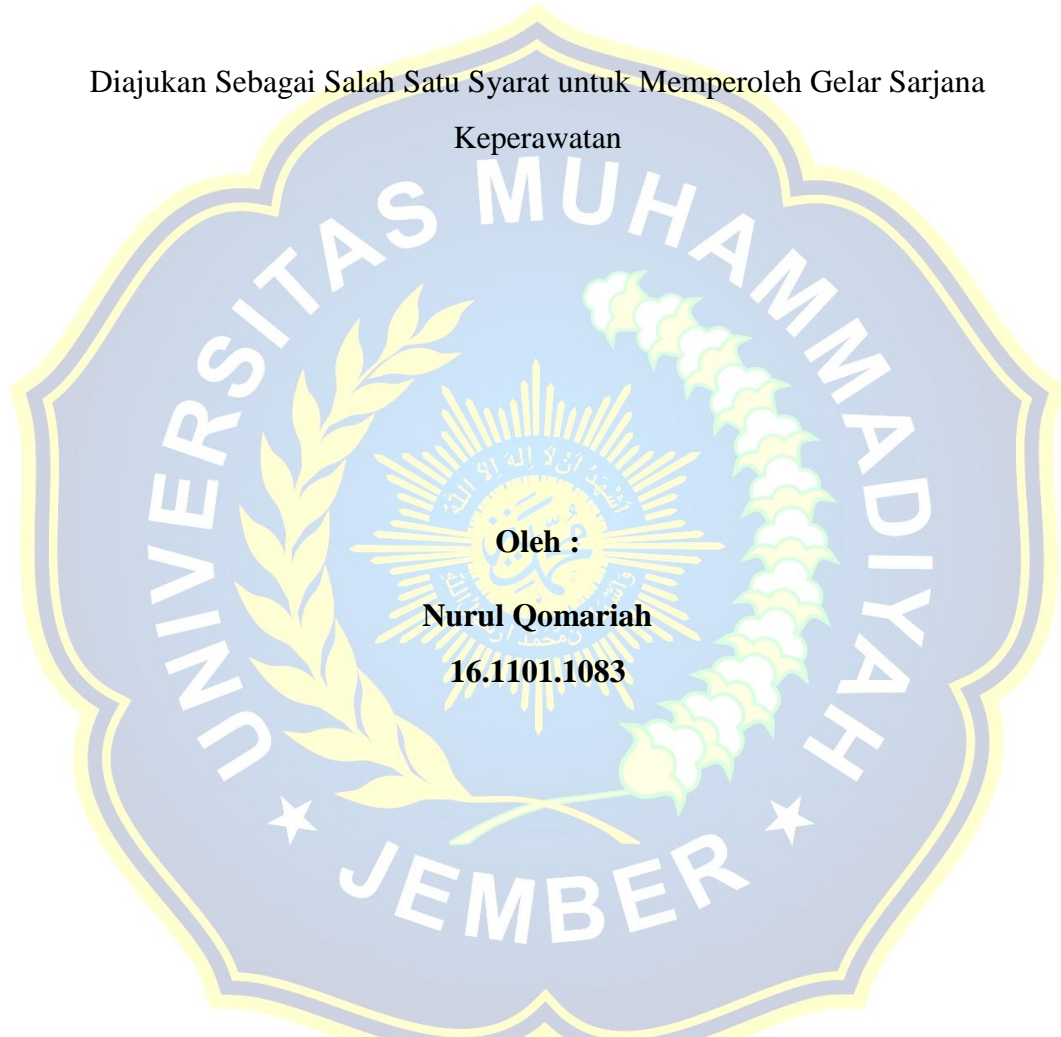 Diajukan Sebagai Salah Satu Syarat untuk Memperoleh Gelar Sarjana
Keperawatan
UNIVERSITAS MUHAMMADIYAH
Oleh :
Nurul Qomariah
16.1101.1083
JEMBER